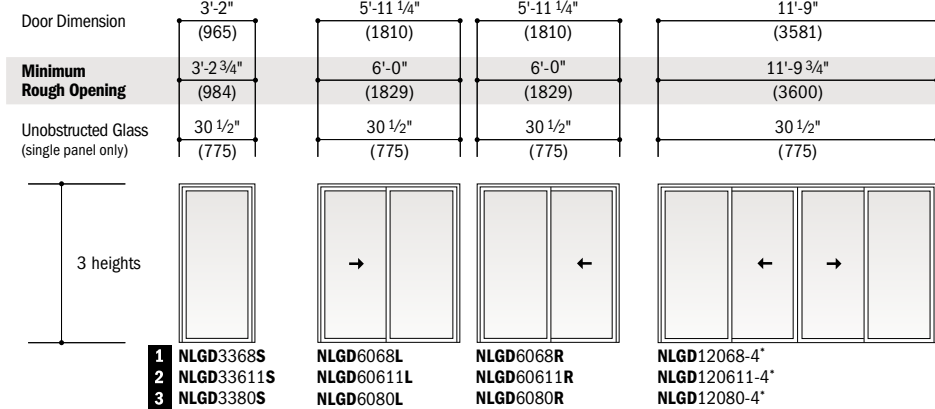 Door Dimension 3'-2" 5'-11 1/4" 5'-11 1/4" 11'-9"
(965) (1810) (1810) (3581)
Minimum 3'-2 3/4" 6'-0" 6'-0" 11'-9 3/4"
Rough Opening (984) (1829) (1829) (3600)
Unobstructed Glass 30 1/2" 30 1/2" 30 1/2" 30 1/2"
(single panel only) (775) (775) (775) (775)
3 heights
→ ← ← →
1 NLGD3368S NLGD6068L NLGD6068R NLGD12068-4*
2 NLGD33611S NLGD60611L NLGD60611R NLGD120611-4*
3 NLGD3380S NLGD6080L NLGD6080R NLGD12080-4*